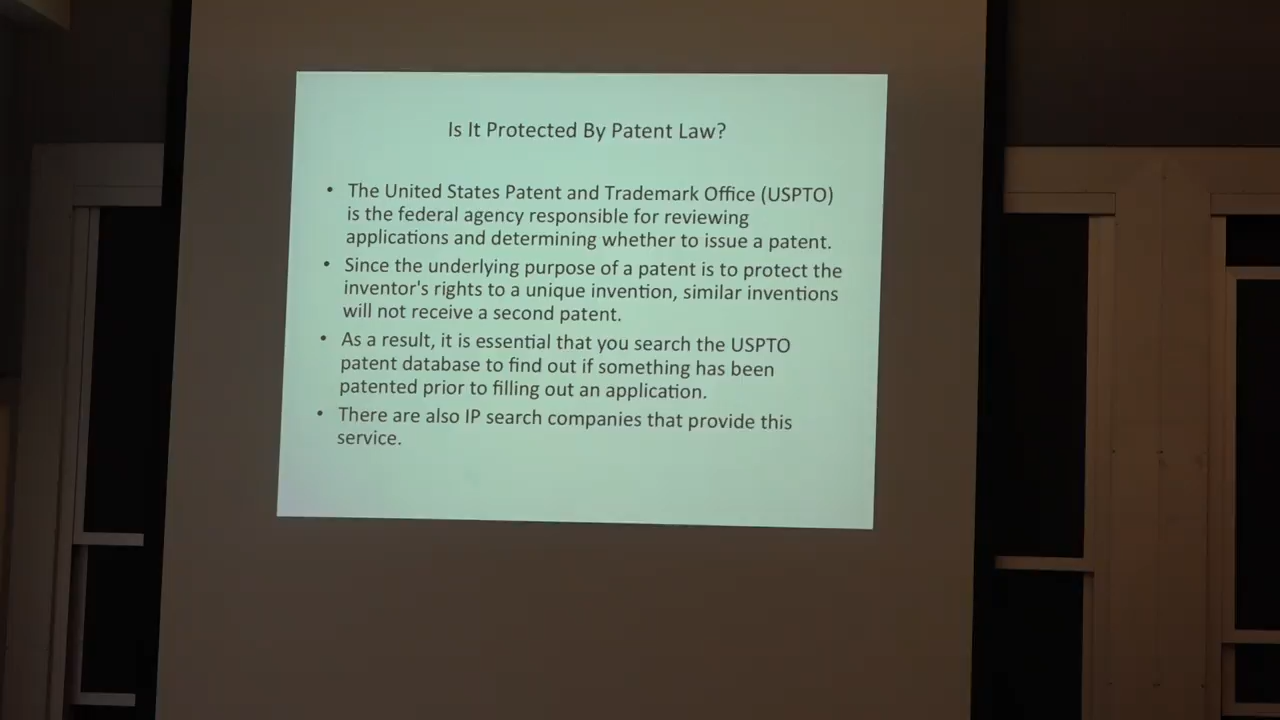 Is It Protected By Patent Law?
• The United States Patent and Trademark Office (USPTO)
is the federal agency responsible for reviewing
applications and determining whether to issue a patent.
• Since the underlying purpose of a patent is to protect the
inventor's rights to a unique invention, similar inventions
will not receive a second patent.
• As a result, it is essential that you search the USPTO
patent database to find out if something has been
patented prior to filling out an application.
• There are also IP search companies that provide this
service.